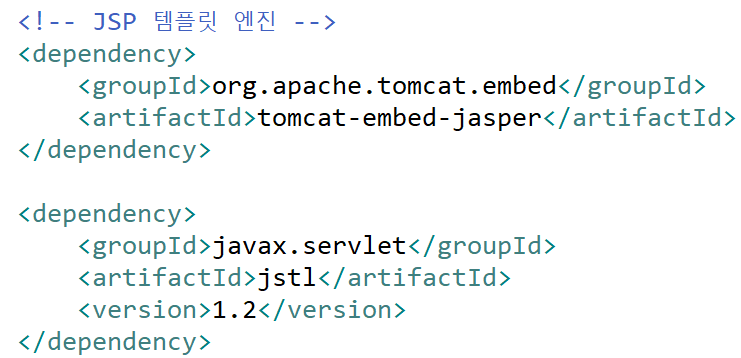 <!-- JSP 템플릿 엔진 -->
<dependency>
    <groupId>org.apache.tomcat.embed</groupId>
    <artifactId>tomcat-embed-jasper</artifactId>
</dependency>

<dependency>
    <groupId>javax.servlet</groupId>
    <artifactId>jstl</artifactId>
    <version>1.2</version>
</dependency>